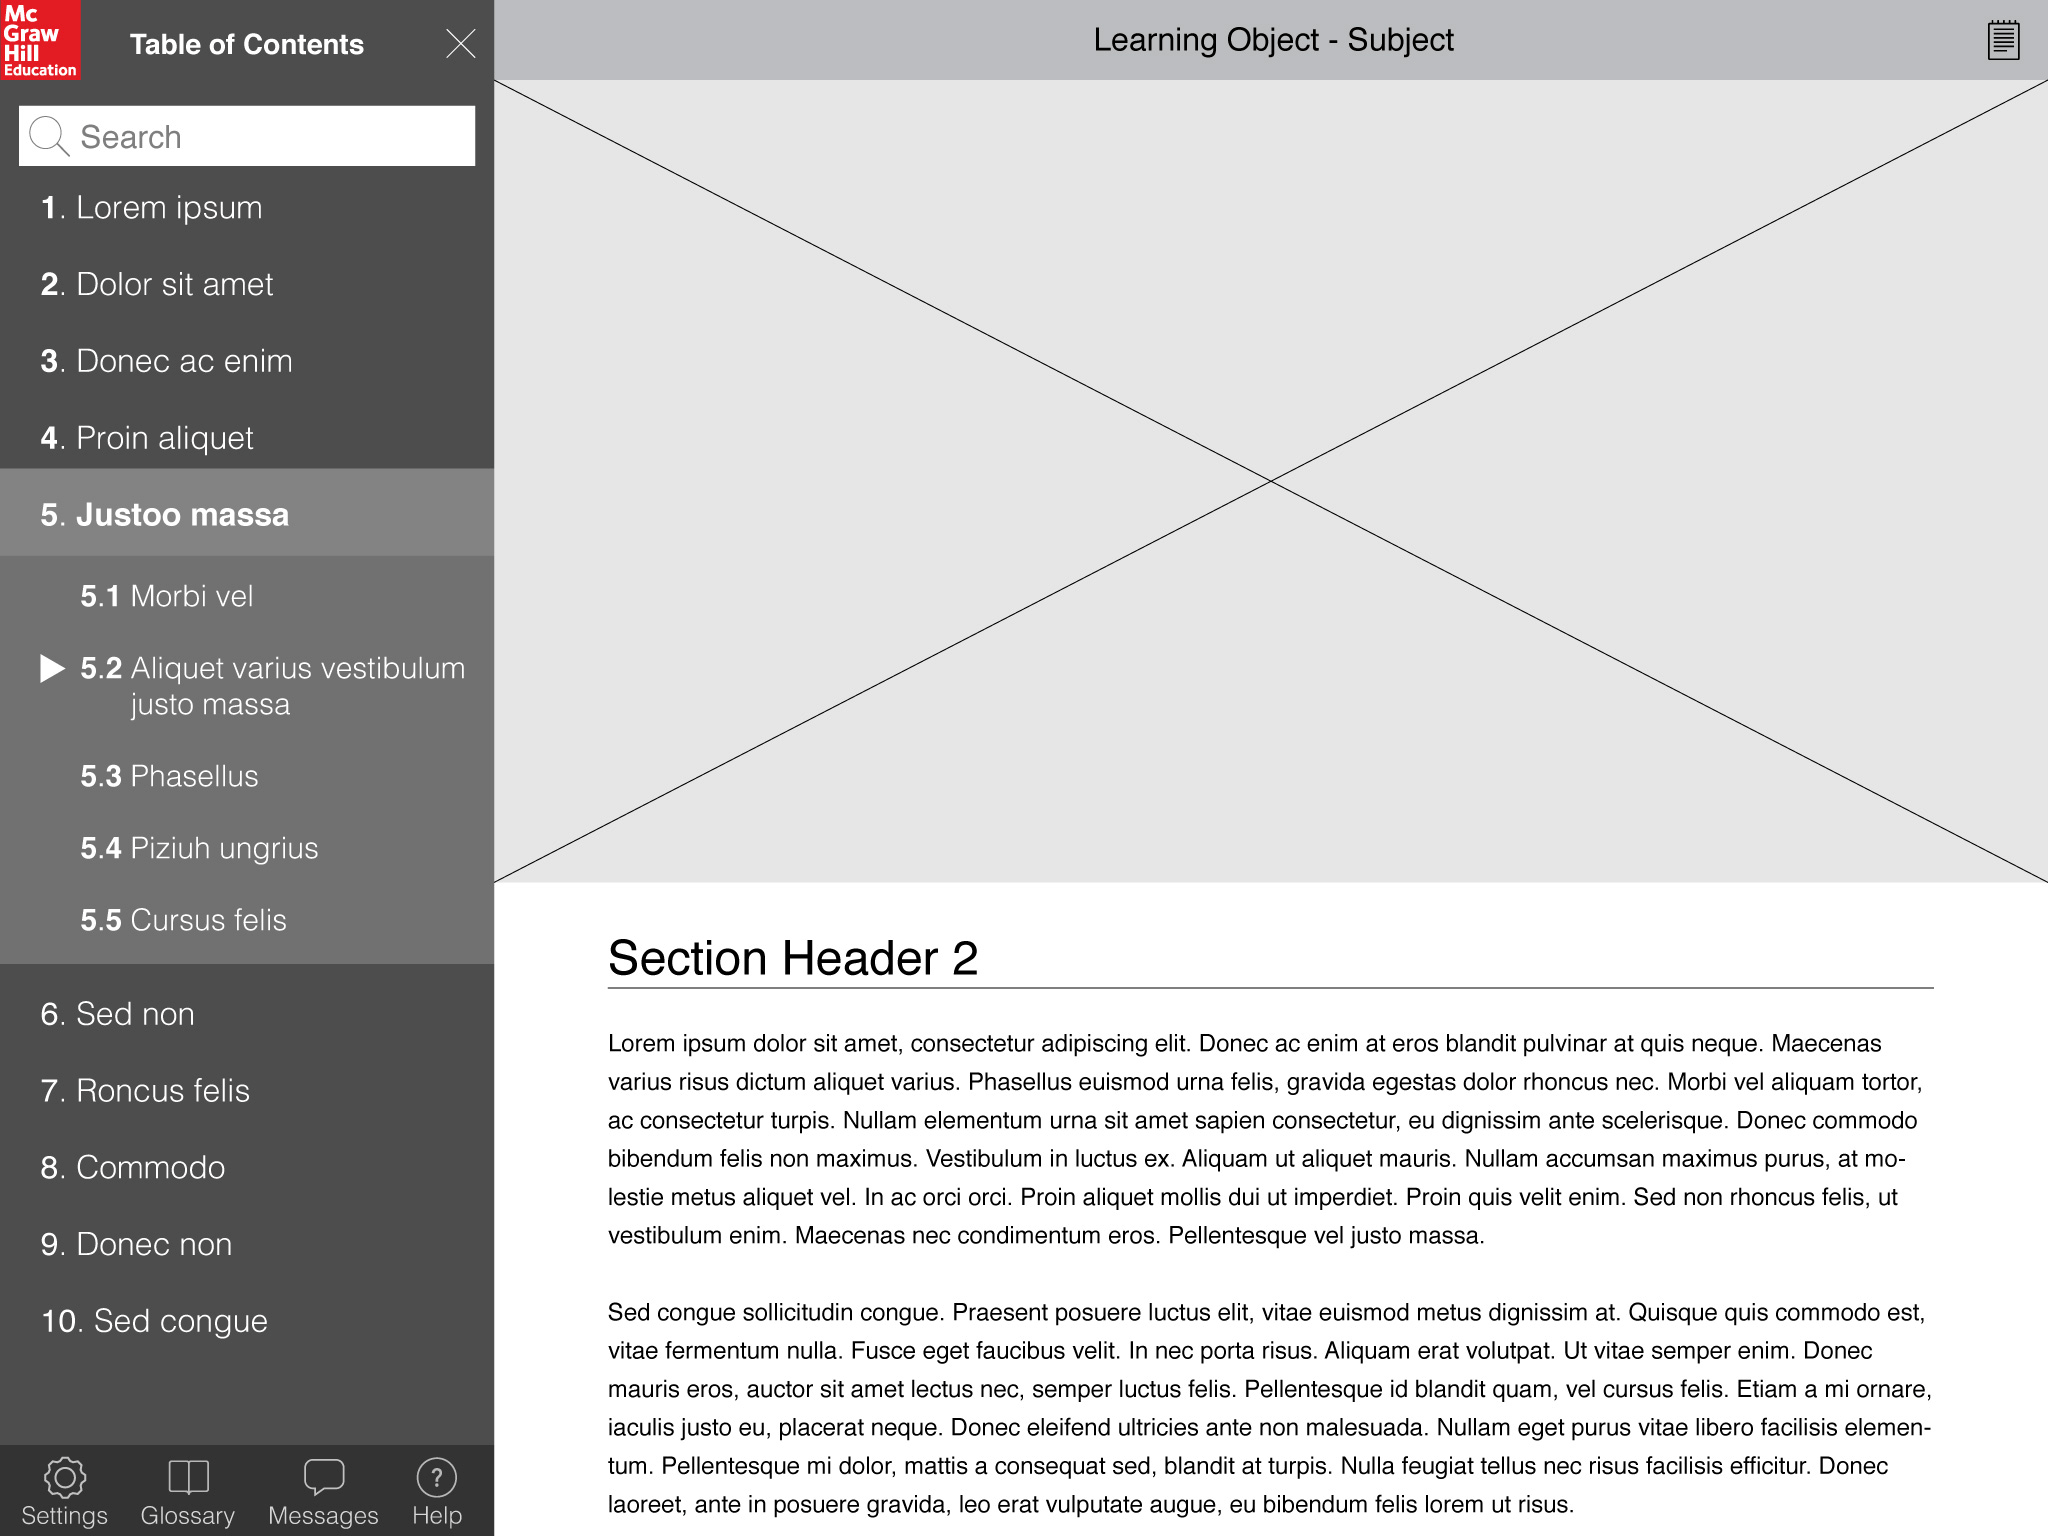 Mc
Graw
Hill
Education
Table of Contents
Search
1. Lorem ipsum
2. Dolor sit amet
3. Donec ac enim
4. Proin aliquet
5. Justoo massa
5.1 Morbi vel
5.2 Aliquet varius vestibulum
justo massa
5.3 Phasellus
5.4 Piziuh ungrius
5.5 Cursus felis
6. Sed non
7. Roncus felis
8. Commodo
9. Donec non
10. Sed congue
Settings
Glossary
Messages
?
Help
Learning Object - Subject
Section Header 2
Lorem ipsum dolor sit amet, consectetur adipiscing elit. Donec ac enim at eros blandit pulvinar at quis neque. Maecenas
varius risus dictum aliquet varius. Phasellus euismod urna felis, gravida egestas dolor rhoncus nec. Morbi vel aliquam tortor,
ac consectetur turpis. Nullam elementum urna sit amet sapien consectetur, eu dignissim ante scelerisque. Donec commodo
bibendum felis non maximus. Vestibulum in luctus ex. Aliquam ut aliquet mauris. Nullam accumsan maximus purus, at mo-
lestie metus aliquet vel. In ac orci orci. Proin aliquet mollis dui ut imperdiet. Proin quis velit enim. Sed non rhoncus felis, ut
vestibulum enim. Maecenas nec condimentum eros. Pellentesque vel justo massa.
Sed congue sollicitudin congue. Praesent posuere luctus elit, vitae euismod metus dignissim at. Quisque quis commodo est,
vitae fermentum nulla. Fusce eget faucibus velit. In nec porta risus. Aliquam erat volutpat. Ut vitae semper enim. Donec
mauris eros, auctor sit amet lectus nec, semper luctus felis. Pellentesque id blandit quam, vel cursus felis. Etiam a mi ornare,
iaculis justo eu, placerat neque. Donec eleifend ultricies ante non malesuada. Nullam eget purus vitae libero facilisis elemen-
tum. Pellentesque mi dolor, mattis a consequat sed, blandit at turpis. Nulla feugiat tellus nec risus facilisis efficitur. Donec
laoreet, ante in posuere gravida, leo erat vulputate augue, eu bibendum felis lorem ut risus.